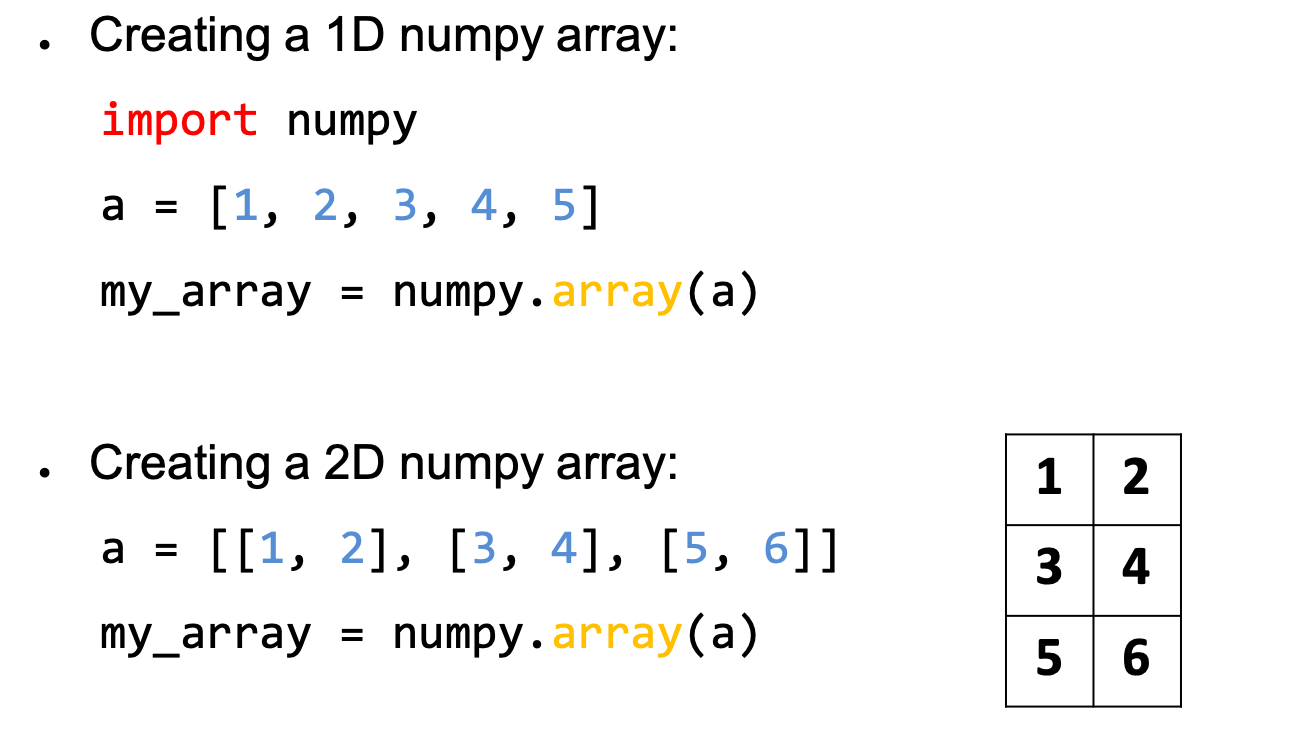 • Creating a 1D numpy array:
import numpy
a = [1, 2, 3, 4, 5]
my_array = numpy.array(a)
• Creating a 2D numpy array:
a = [[1, 2], [3, 4], [5, 6]]
my_array = numpy.array(a)
1 2
3 4
5 6